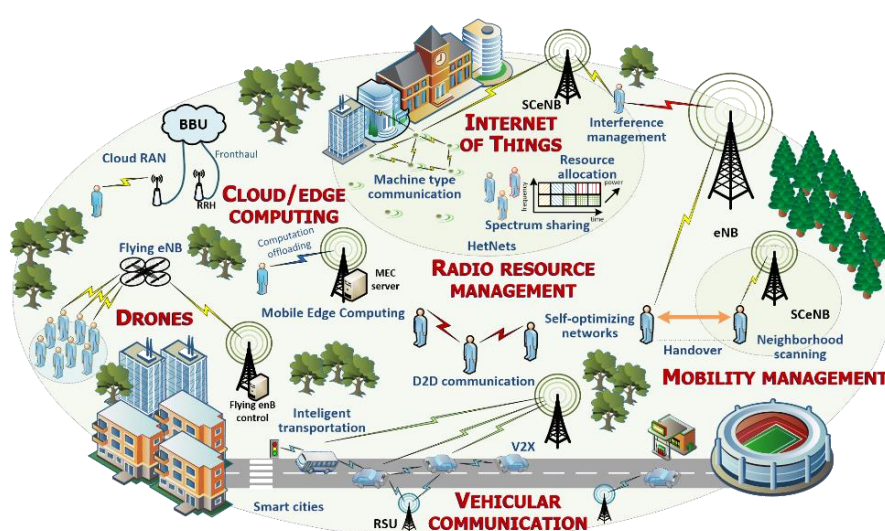 SCeNB
BBU
INTERNET
OF THINGS
Interference
management
Cloud RAN
Fronthaul
Resource
allocation
Machine type
communication
frequency
power
time
RRH
CLOUD/EDGE
COMPUTING
Spectrum sharing
HetNets
eNB
Flying eNB
Computation
offloading
MEC
server
RADIO RESOURCE
MANAGEMENT
DRONES
Mobile Edge Computing
Self-optimizing
networks
SCeNB
Handover
Neighborhood
scanning
D2D communication
MOBILITY MANAGEMENT
Flying enB
control
Inteligent
transportation
V2X
Smart cities
RSU
VEHICULAR
COMMUNICATION